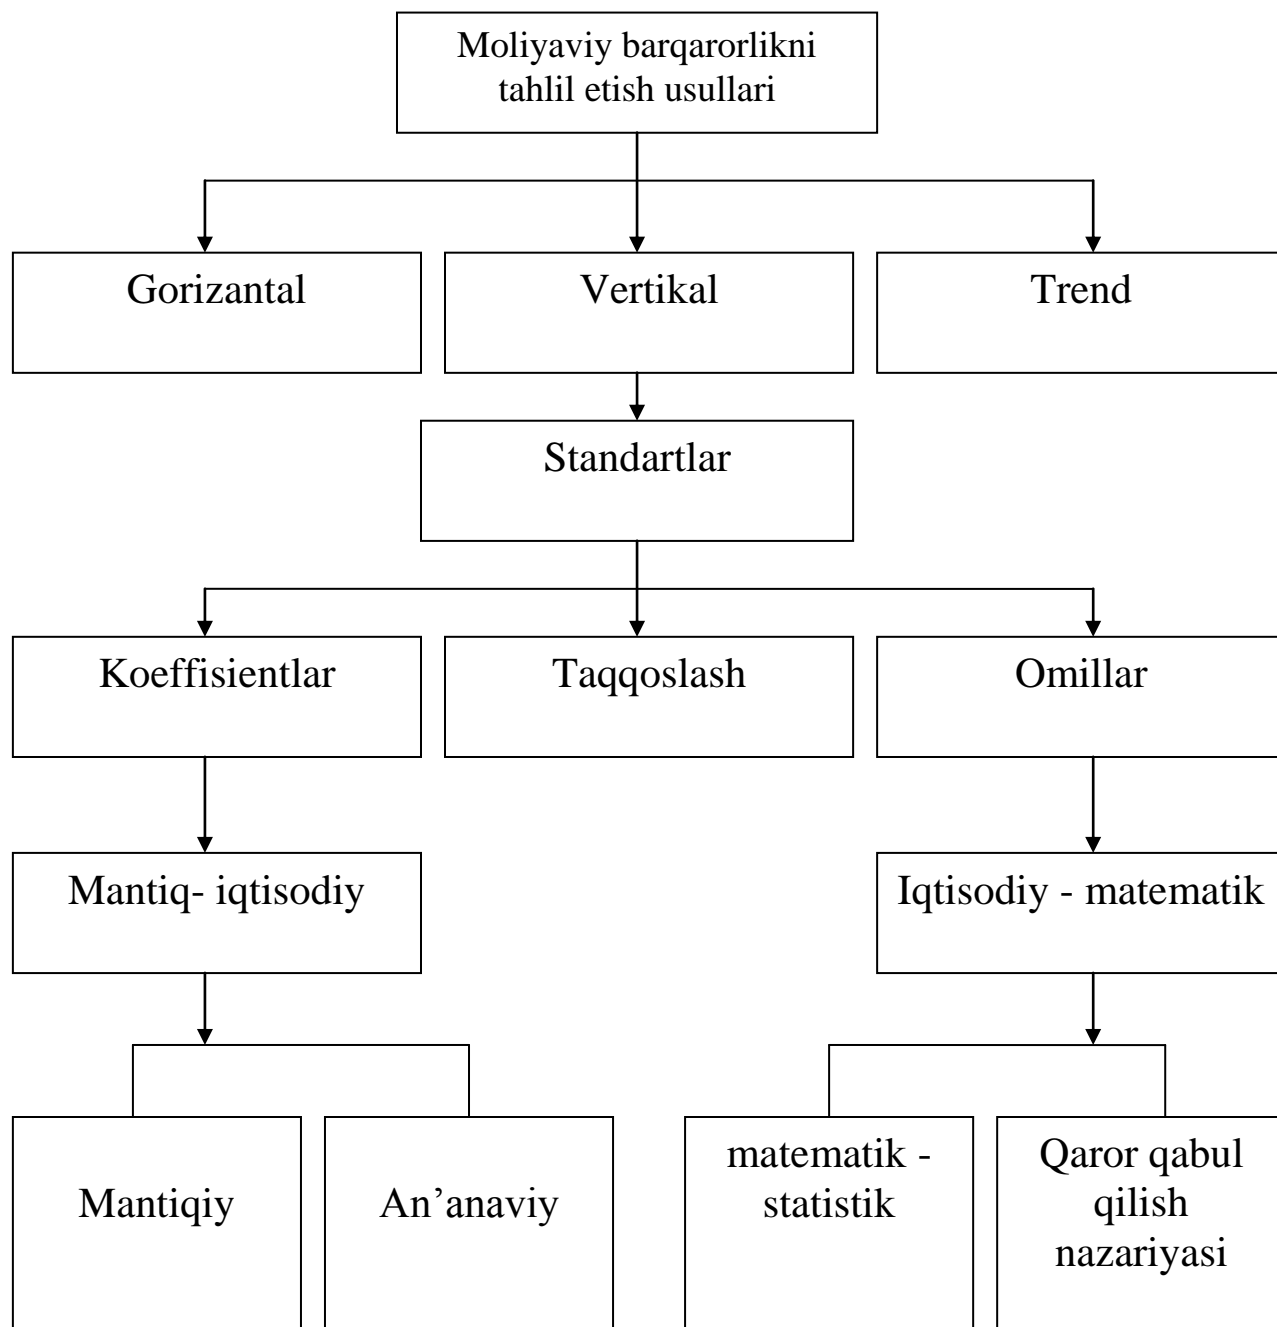 Moliyaviy barqarorlikni
tahlil etish usullari
Gorizantal
Vertikal
Trend
Standartlar
Koeffisientlar
Taqqoslash
Omillar
Mantiq- iqtisodiy
Iqtisodiy - matematik
Mantiqiy
An’anaviy
matematik -
statistik
Qaror qabul
qilish
nazariyasi